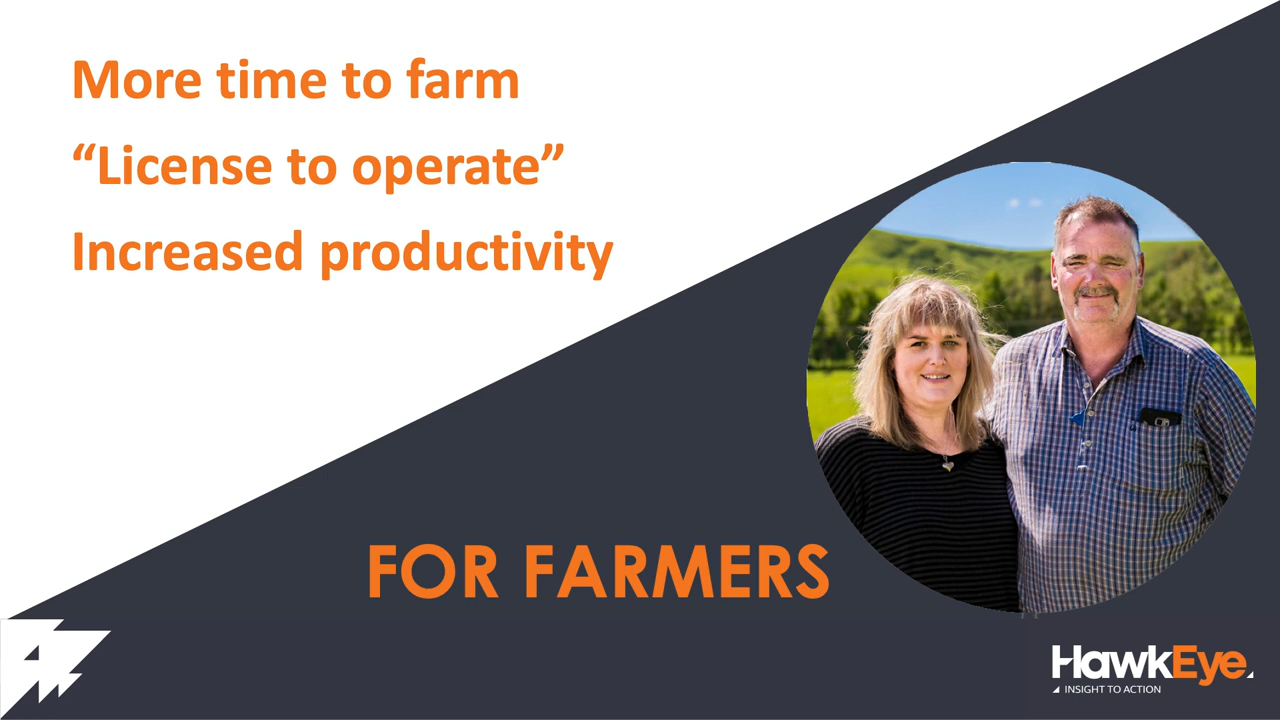 More time to farm
“License to operate”
Increased productivity
FOR FARMERS
HawkEye
INSIGHT TO ACTION